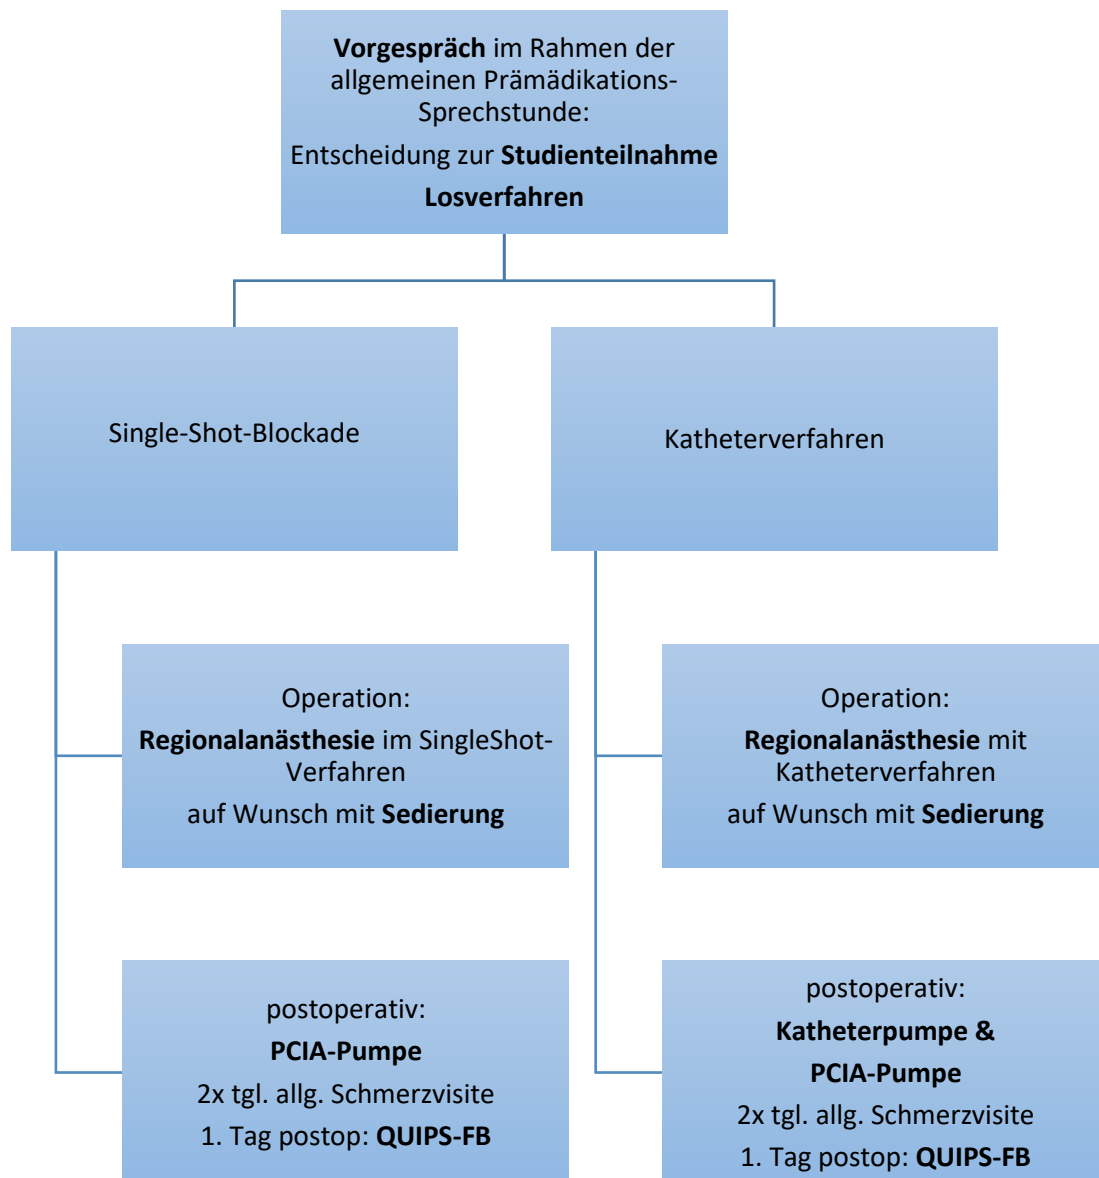 Vorgespräch im Rahmen der
allgemeinen Prämädikations-
Sprechstunde:
Entscheidung zur Studienteilnahme
Losverfahren
Single-Shot-Blockade
Katheterverfahren
Operation:
Regionalanästhesie im SingleShot-
Verfahren
auf Wunsch mit Sedierung
Operation:
Regionalanästhesie mit
Katheterverfahren
auf Wunsch mit Sedierung
postoperativ:
PCIA-Pumpe
2x tgl. allg. Schmerzvisite
1. Tag postop: QUIPS-FB
postoperativ:
Katheterpumpe &
PCIA-Pumpe
2x tgl. allg. Schmerzvisite
1. Tag postop: QUIPS-FB